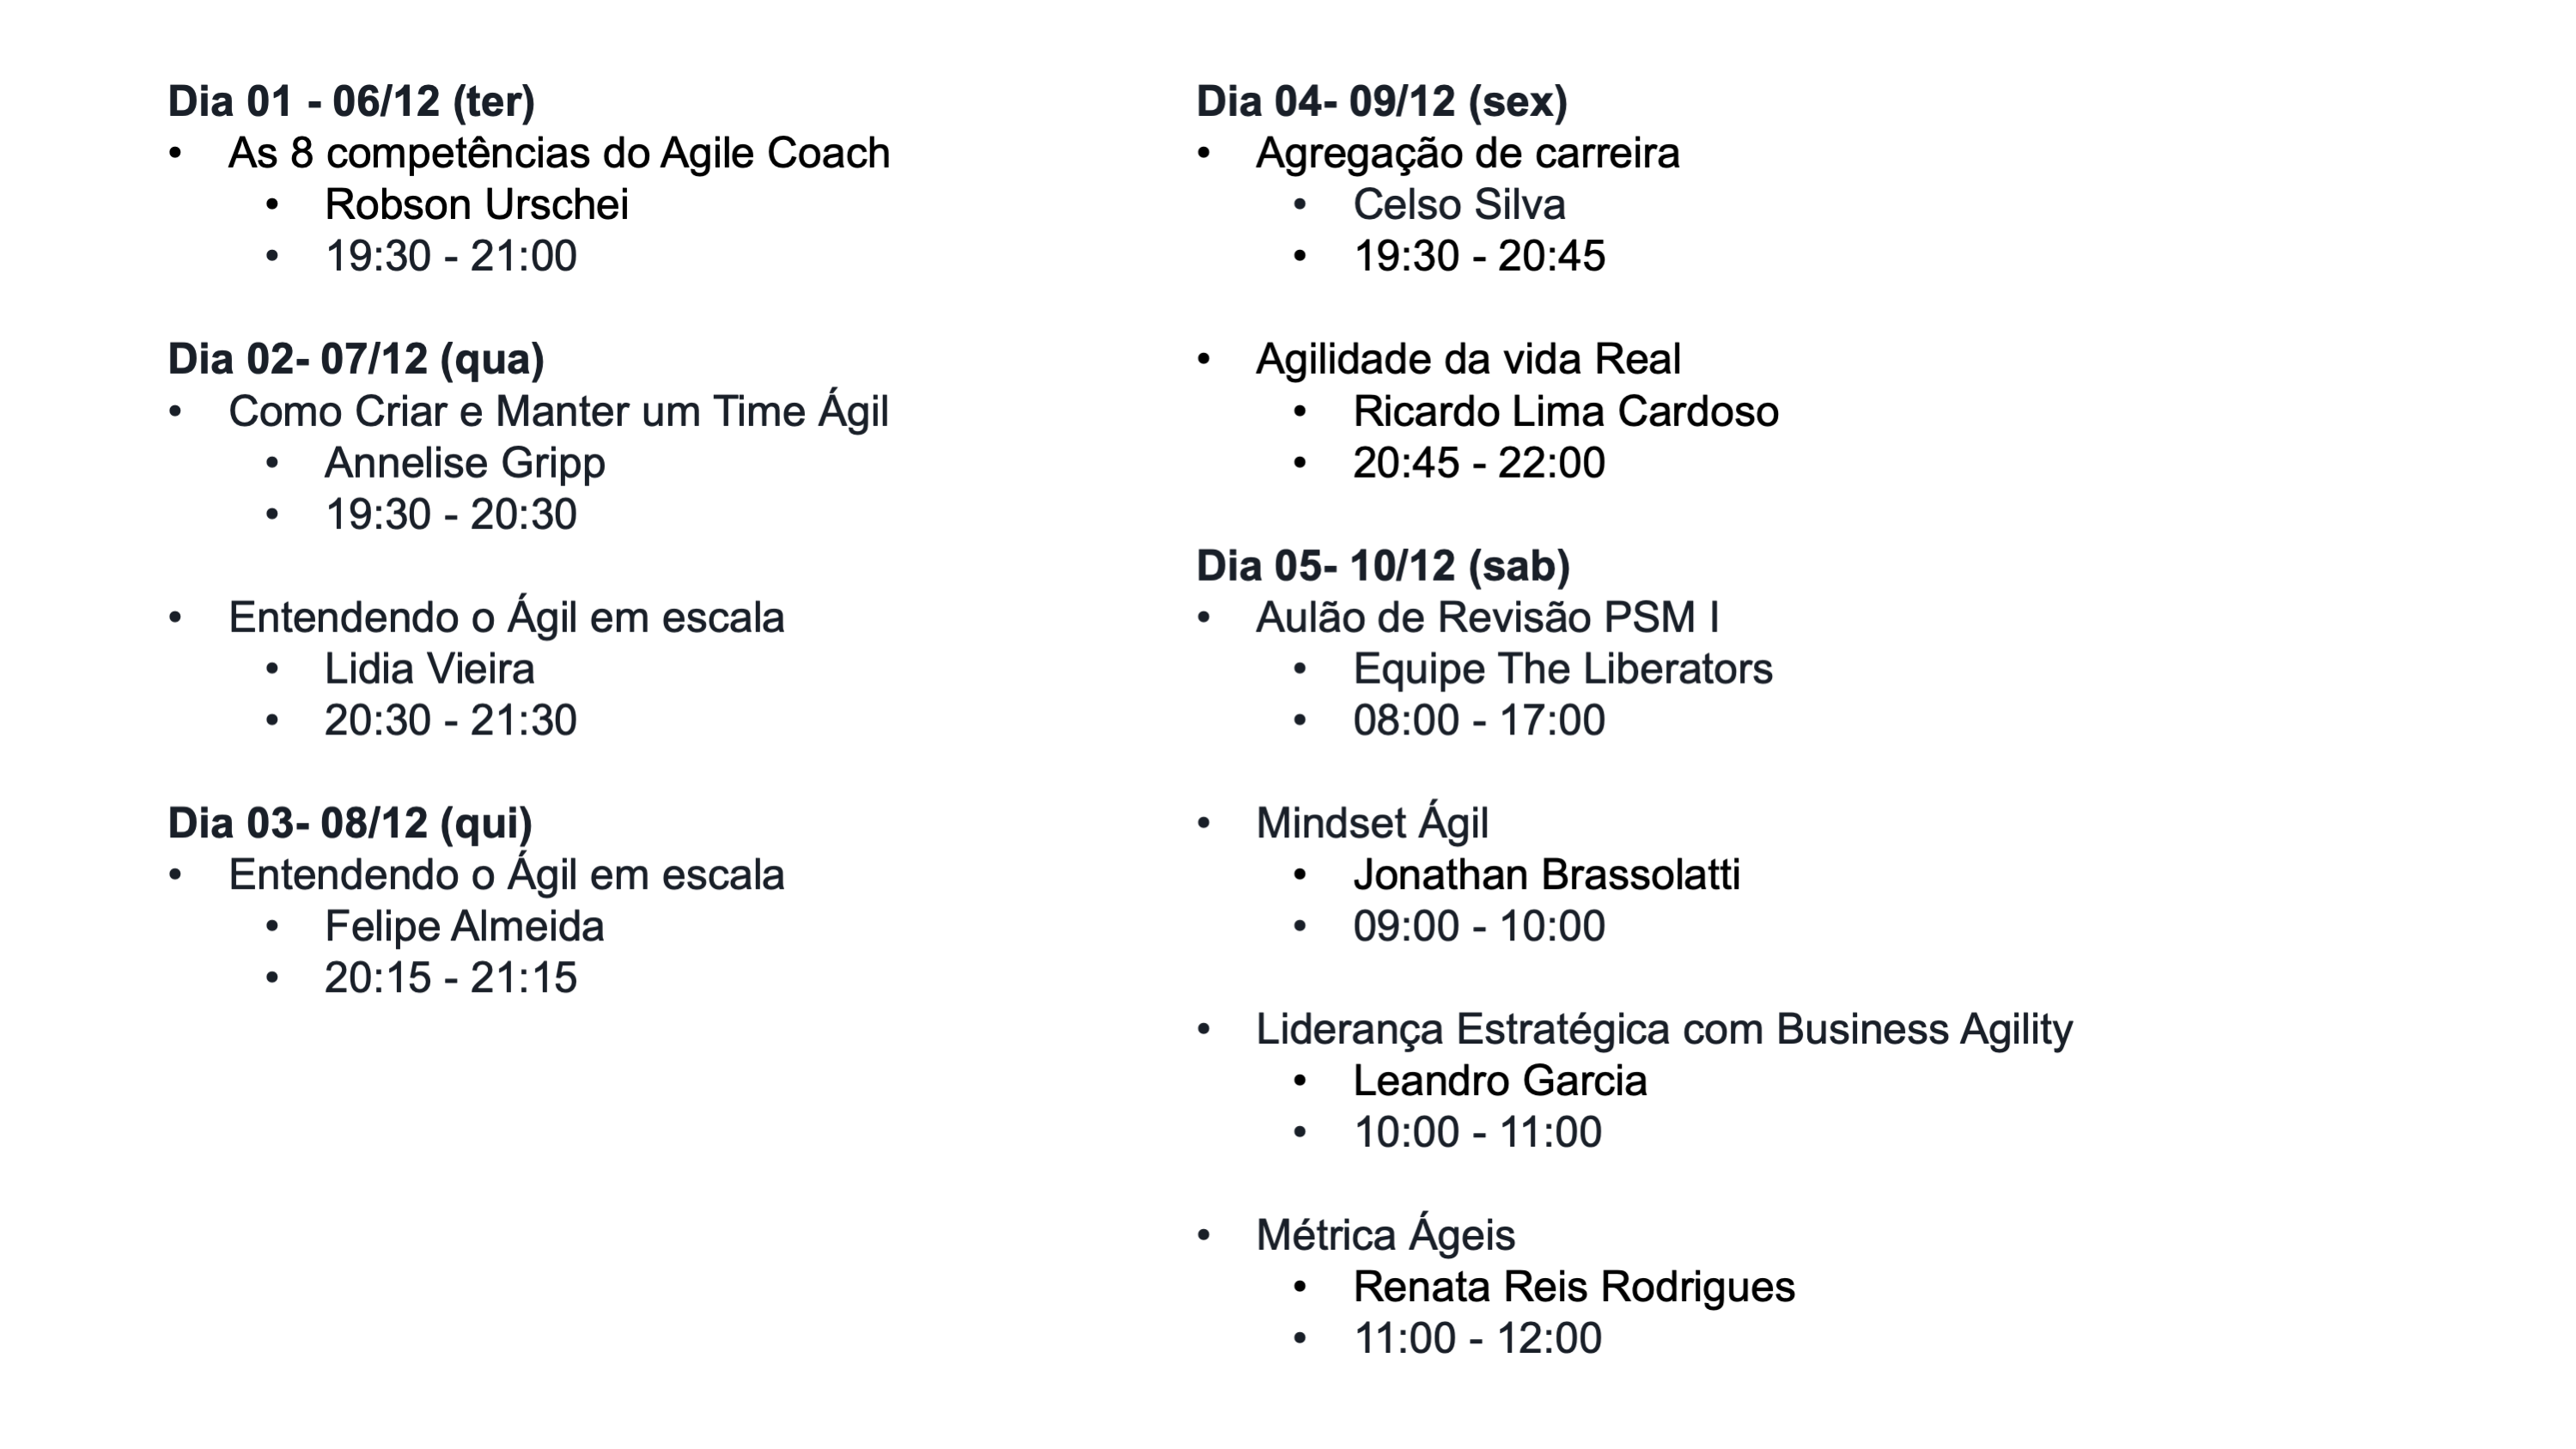 Dia 01 - 06/12 (ter)
• As 8 competências do Agile Coach
• Robson Urschei
• 19:30 - 21:00
Dia 02- 07/12 (qua)
• Como Criar e Manter um Time Ágil
• Annelise Gripp
• 19:30 - 20:30
• Entendendo o Ágil em escala
• Lidia Vieira
• 20:30 - 21:30
Dia 03- 08/12 (qui)
• Entendendo o Ágil em escala
• Felipe Almeida
• 20:15 - 21:15
Dia 04- 09/12 (sex)
• Agregação de carreira
• Celso Silva
• 19:30 - 20:45
• Agilidade da vida Real
• Ricardo Lima Cardoso
• 20:45 - 22:00
Dia 05- 10/12 (sab)
• Aulão de Revisão PSM I
• Equipe The Liberators
• 08:00 - 17:00
• Mindset Ágil
• Jonathan Brassolatti
• 09:00 - 10:00
• Liderança Estratégica com Business Agility
• Leandro Garcia
• 10:00 - 11:00
• Métrica Ágeis
• Renata Reis Rodrigues
• 11:00 - 12:00